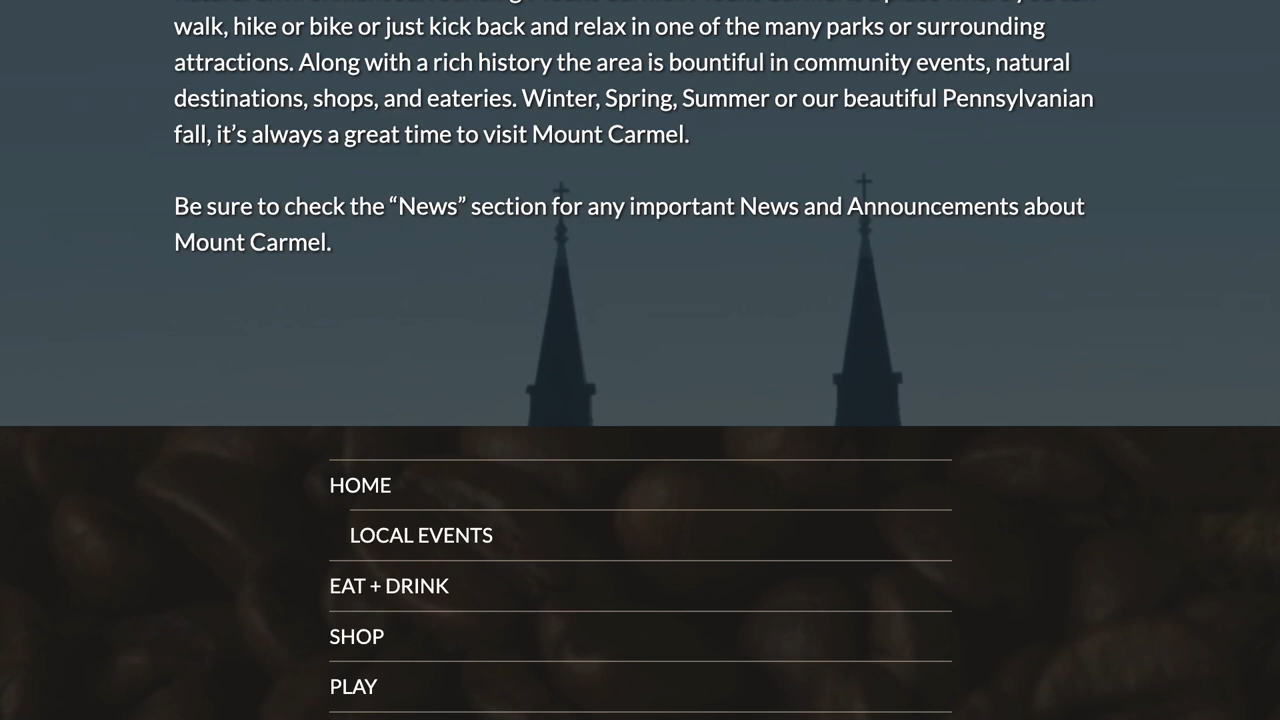 walk, hike or bike or just kick back and relax in one of the many parks or surrounding
attractions. Along with a rich history the area is bountiful in community events, natural
destinations, shops, and eateries. Winter, Spring, Summer or our beautiful Pennsylvanian
fall, it’s always a great time to visit Mount Carmel.
Be sure to check the “News” section for any important News and Announcements about
Mount Carmel.
HOME
LOCAL EVENTS
EAT + DRINK
SHOP
PLAY